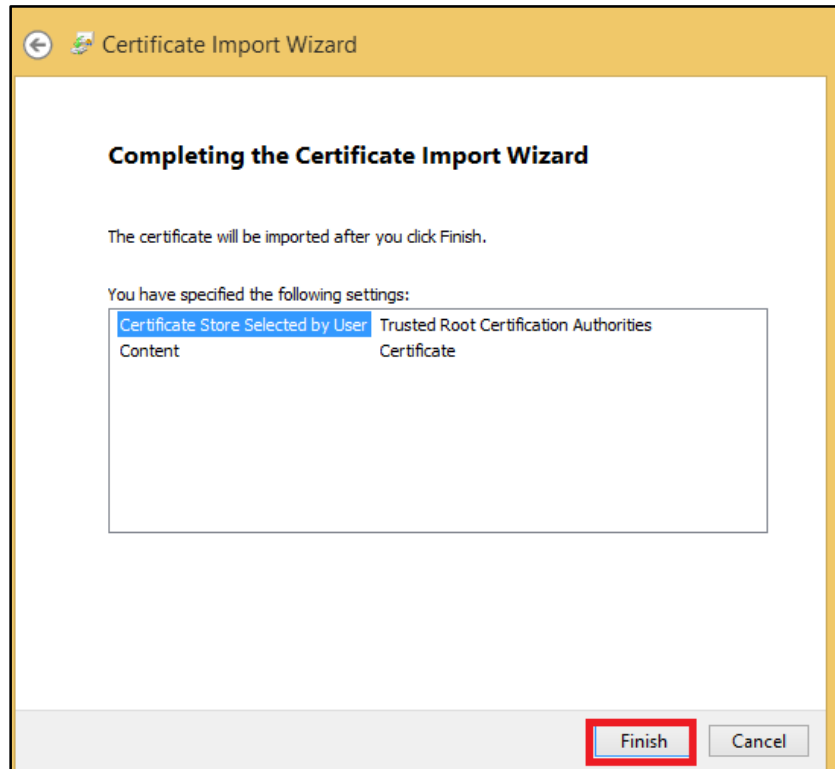 Certificate Import Wizard
Completing the Certificate Import Wizard
The certificate will be imported after you click Finish.
You have specified the following settings:
Certificate Store Selected by User Trusted Root Certification Authorities
Content Certificate
Finish Cancel